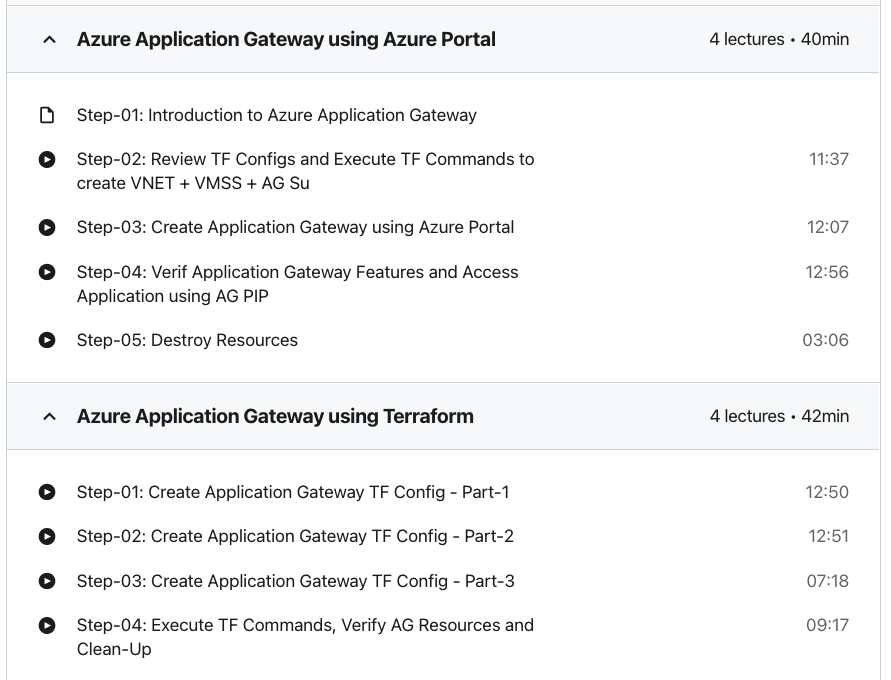 Azure Application Gateway using Azure Portal
4 lectures • 40min
Step-01: Introduction to Azure Application Gateway
Step-02: Review TF Configs and Execute TF Commands to
create VNET + VMSS + AG Su
11:37
Step-03: Create Application Gateway using Azure Portal
12:07
Step-04: Verif Application Gateway Features and Access
Application using AG PIP
12:56
Step-05: Destroy Resources
03:06
Azure Application Gateway using Terraform
4 lectures • 42min
Step-01: Create Application Gateway TF Config - Part-1
12:50
Step-02: Create Application Gateway TF Config - Part-2
12:51
Step-03: Create Application Gateway TF Config - Part-3
07:18
Step-04: Execute TF Commands, Verify AG Resources and
Clean-Up
09:17